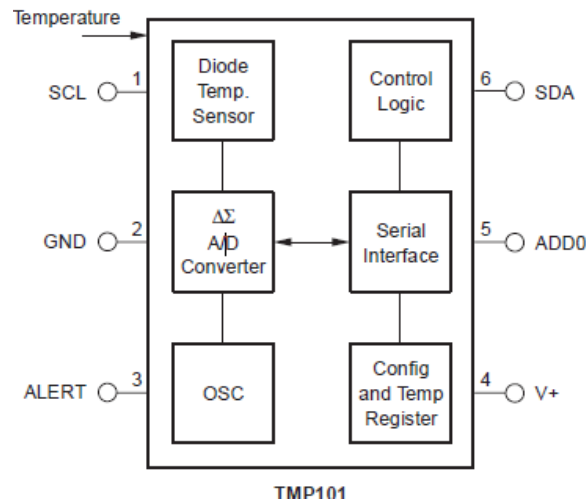 Temperature
SCL
1
Diode
Temp.
Sensor
Control
Logic
6
SDA
GND
2
ΔΣ
A/D
Converter
Serial
Interface
5
ADD0
ALERT
3
OSC
Config
and Temp
Register
4
V+
TMP101